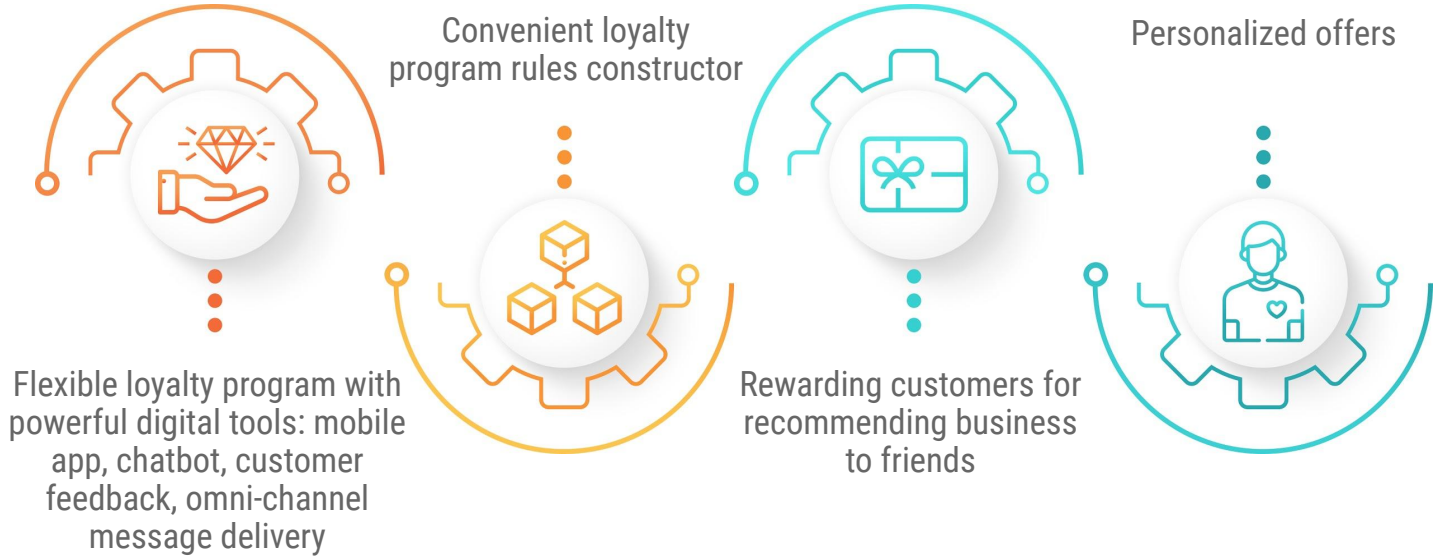 Flexible loyalty program with
powerful digital tools: mobile
app, chatbot, customer
feedback, omni-channel
message delivery
Convenient loyalty
program rules constructor
Rewarding customers for
recommending business
to friends
Personalized offers